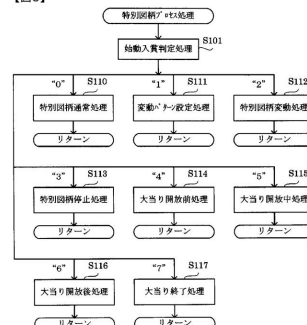 特別図柄ﾌﾟﾛｾｽ処理
S101
始動入賞判定処理
“0” S110 “1” S111 “2” S112
特別図柄通常処理 変動ﾊﾟﾀｰﾝ設定処理 特別図柄変動処理
リターン リターン リターン
“3” S113 “4” S114 “5” S115
特別図柄停止処理 大当り開放前処理 大当り開放中処理
リターン リターン リターン
“6” S116 “7” S117
大当り開放後処理 大当り終了処理
リターン リターン